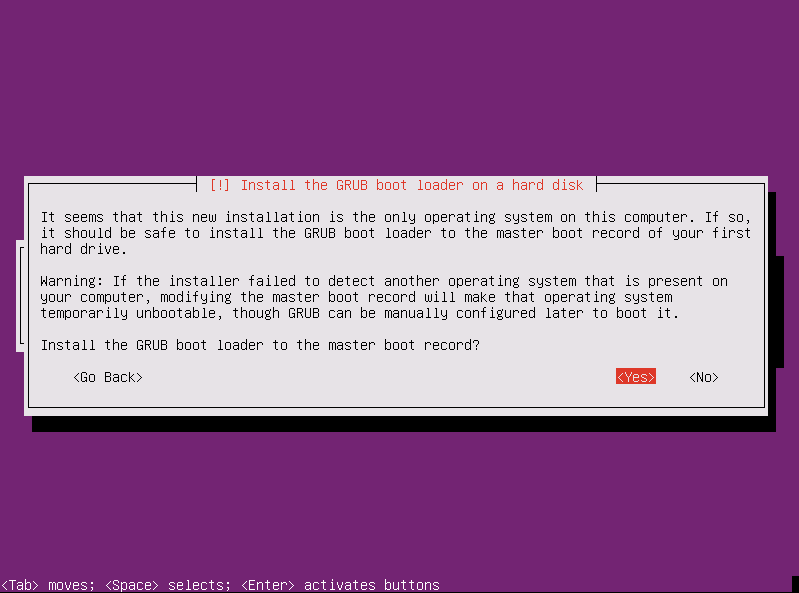 [!] Install the GRUB boot loader on a hard disk
It seems that this new installation is the only operating system on this computer. If so,
it should be safe to install the GRUB boot loader to the master boot record of your first
hard drive.
Warning: If the installer failed to detect another operating system that is present on
your computer, modifying the master boot record will make that operating system
temporarily unbootable, though GRUB can be manually configured later to boot it.
Install the GRUB boot loader to the master boot record?
<Go Back> <Yes> <No>
<Tab> moves; <Space> selects; <Enter> activates buttons